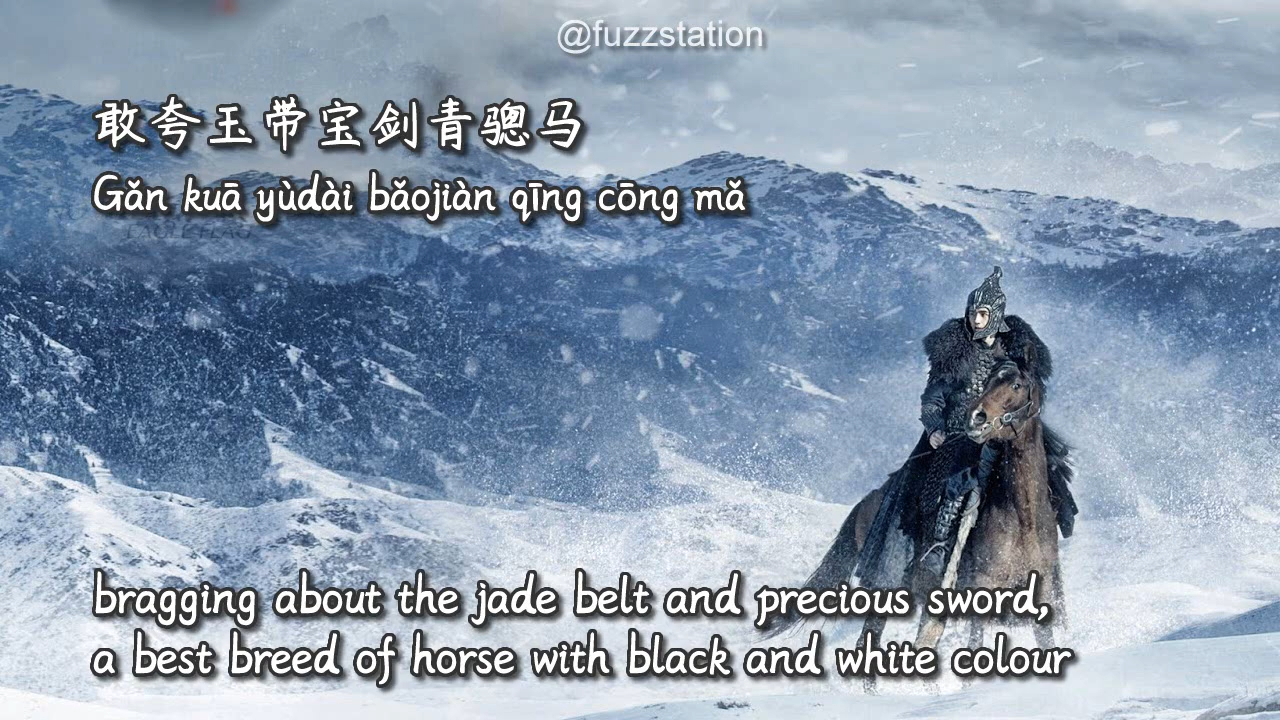 @fuzzstation
敢夸玉带宝剑青骢马
Gǎn kuā yùdài bǎojiàn qīng cōng mǎ
bragging about the jade belt and precious sword,
a best breed of horse with black and white colour